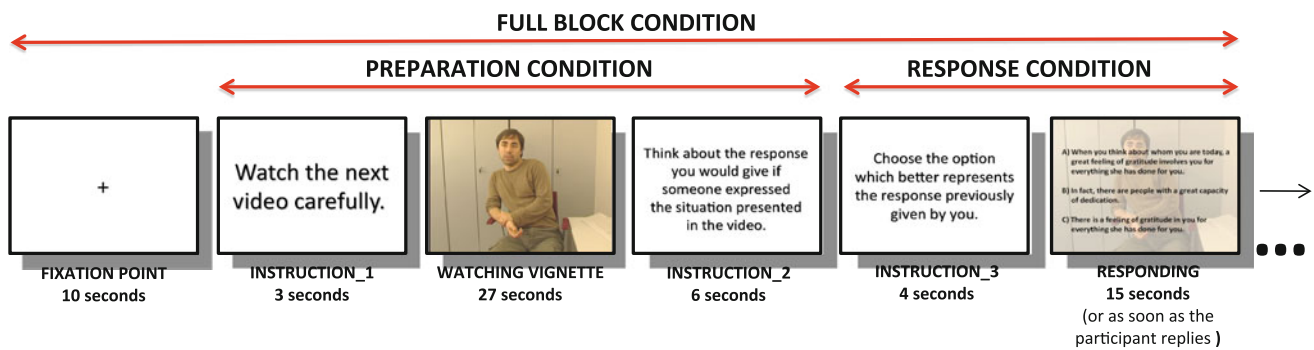 FULL BLOCK CONDITION
PREPARATION CONDITION
RESPONSE CONDITION
+
Watch the next
video carefully.
Think about the response
you would give if
someone expressed
the situation presented
in the video.
Choose the option
which better represents
the response previously
given by you.
A) When you think about whom you are today, a
great feeling of gratitude involves you for
everything she has done for you.
B) In fact, there are people with a great capacity
of dedication.
C) There is a feeling of gratitude in you for
everything she has done for you.
FIXATION POINT
10 seconds
INSTRUCTION_1
3 seconds
WATCHING VIGNETTE
27 seconds
INSTRUCTION_2
6 seconds
INSTRUCTION_3
4 seconds
RESPONDING
15 seconds
(or as soon as the
participant replies )